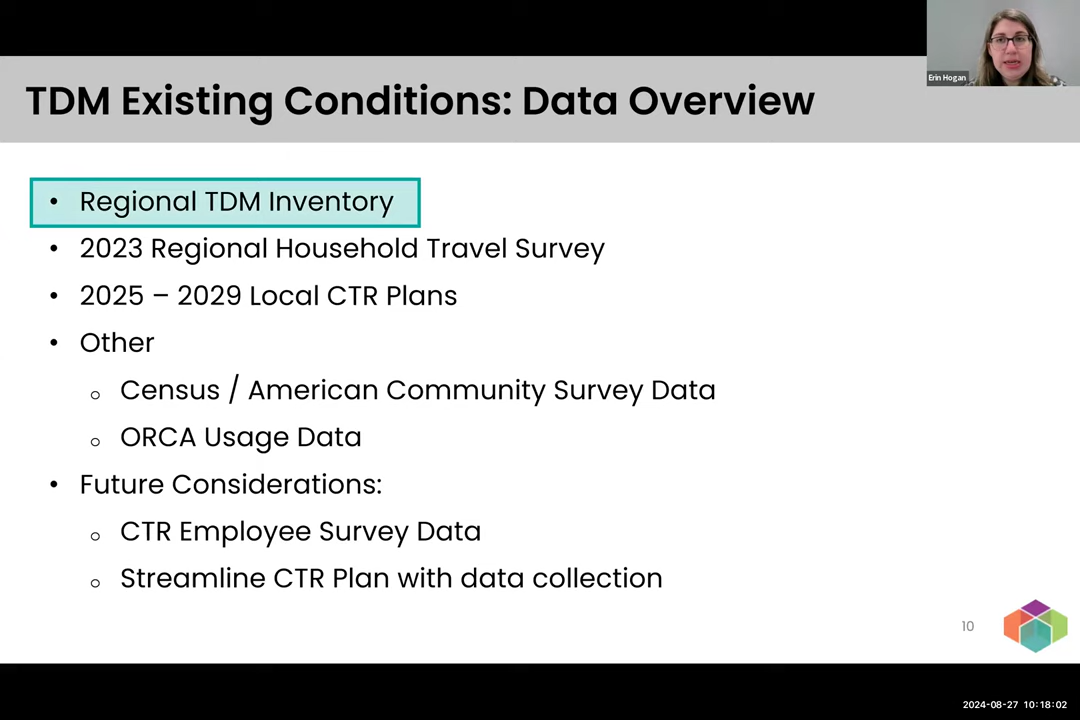 Erin Hogan
TDM Existing Conditions: Data Overview
• Regional TDM Inventory
• 2023 Regional Household Travel Survey
• 2025 – 2029 Local CTR Plans
• Other
o Census / American Community Survey Data
o ORCA Usage Data
• Future Considerations:
o CTR Employee Survey Data
o Streamline CTR Plan with data collection
10
2024-08-27 10:18:02